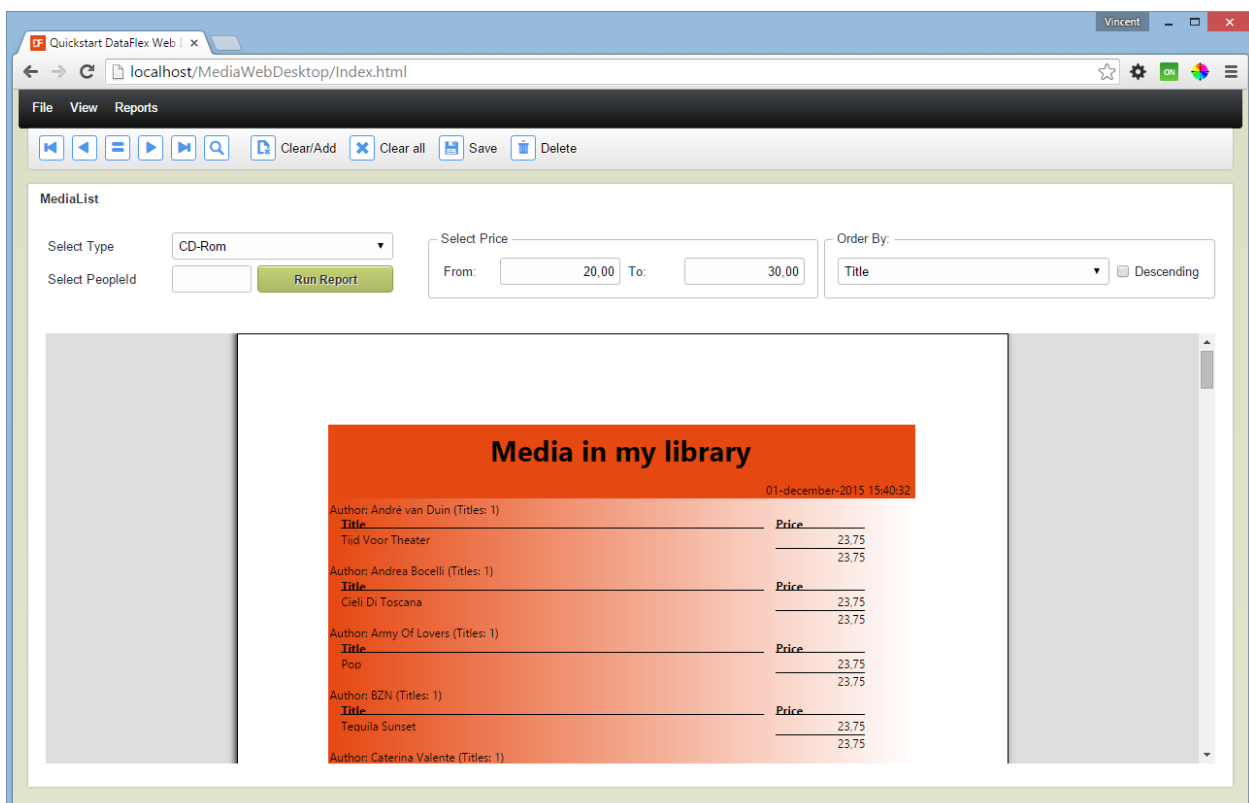 Vincent
DF Quickstart DataFlex Web
localhost/MediaWebDesktop/Index.html
ON
File View Reports
Clear/Add Clear all Save Delete
MediaList
Select Type CD-Rom
Select PeopleId Run Report
Select Price
From: 20,00 To: 30,00
Order By:
Title Descending
Media in my library
01-december-2015 15:40:32
Author: André van Duin (Titles: 1)
Title Price
Tijd Voor Theater 23,75
23,75
Author: Andrea Bocelli (Titles: 1)
Title Price
Cieli Di Toscana 23,75
23,75
Author: Army Of Lovers (Titles: 1)
Title Price
Pop 23,75
23,75
Author: BZN (Titles: 1)
Title Price
Tequila Sunset 23,75
23,75
Author: Caterina Valente (Titles: 1)